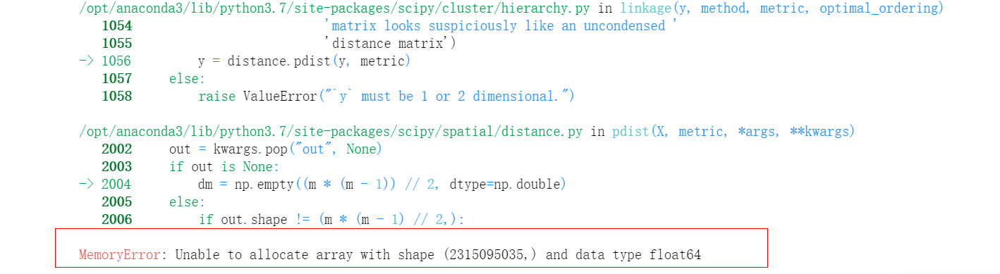 /opt/anaconda3/lib/python3.7/site-packages/scipy/cluster/hierarchy.py in linkage(y, method, metric, optimal_ordering)
1054 'matrix looks suspiciously like an uncondensed '
1055 'distance matrix')
-> 1056 y = distance.pdist(y, metric)
1057 else:
1058 raise ValueError("`y` must be 1 or 2 dimensional.")
/opt/anaconda3/lib/python3.7/site-packages/scipy/spatial/distance.py in pdist(X, metric, *args, **kwargs)
2002 out = kwargs.pop("out", None)
2003 if out is None:
-> 2004 dm = np.empty((m * (m - 1)) // 2, dtype=np.double)
2005 else:
2006 if out.shape != (m * (m - 1) // 2,):
MemoryError: Unable to allocate array with shape (2315095035,) and data type float64